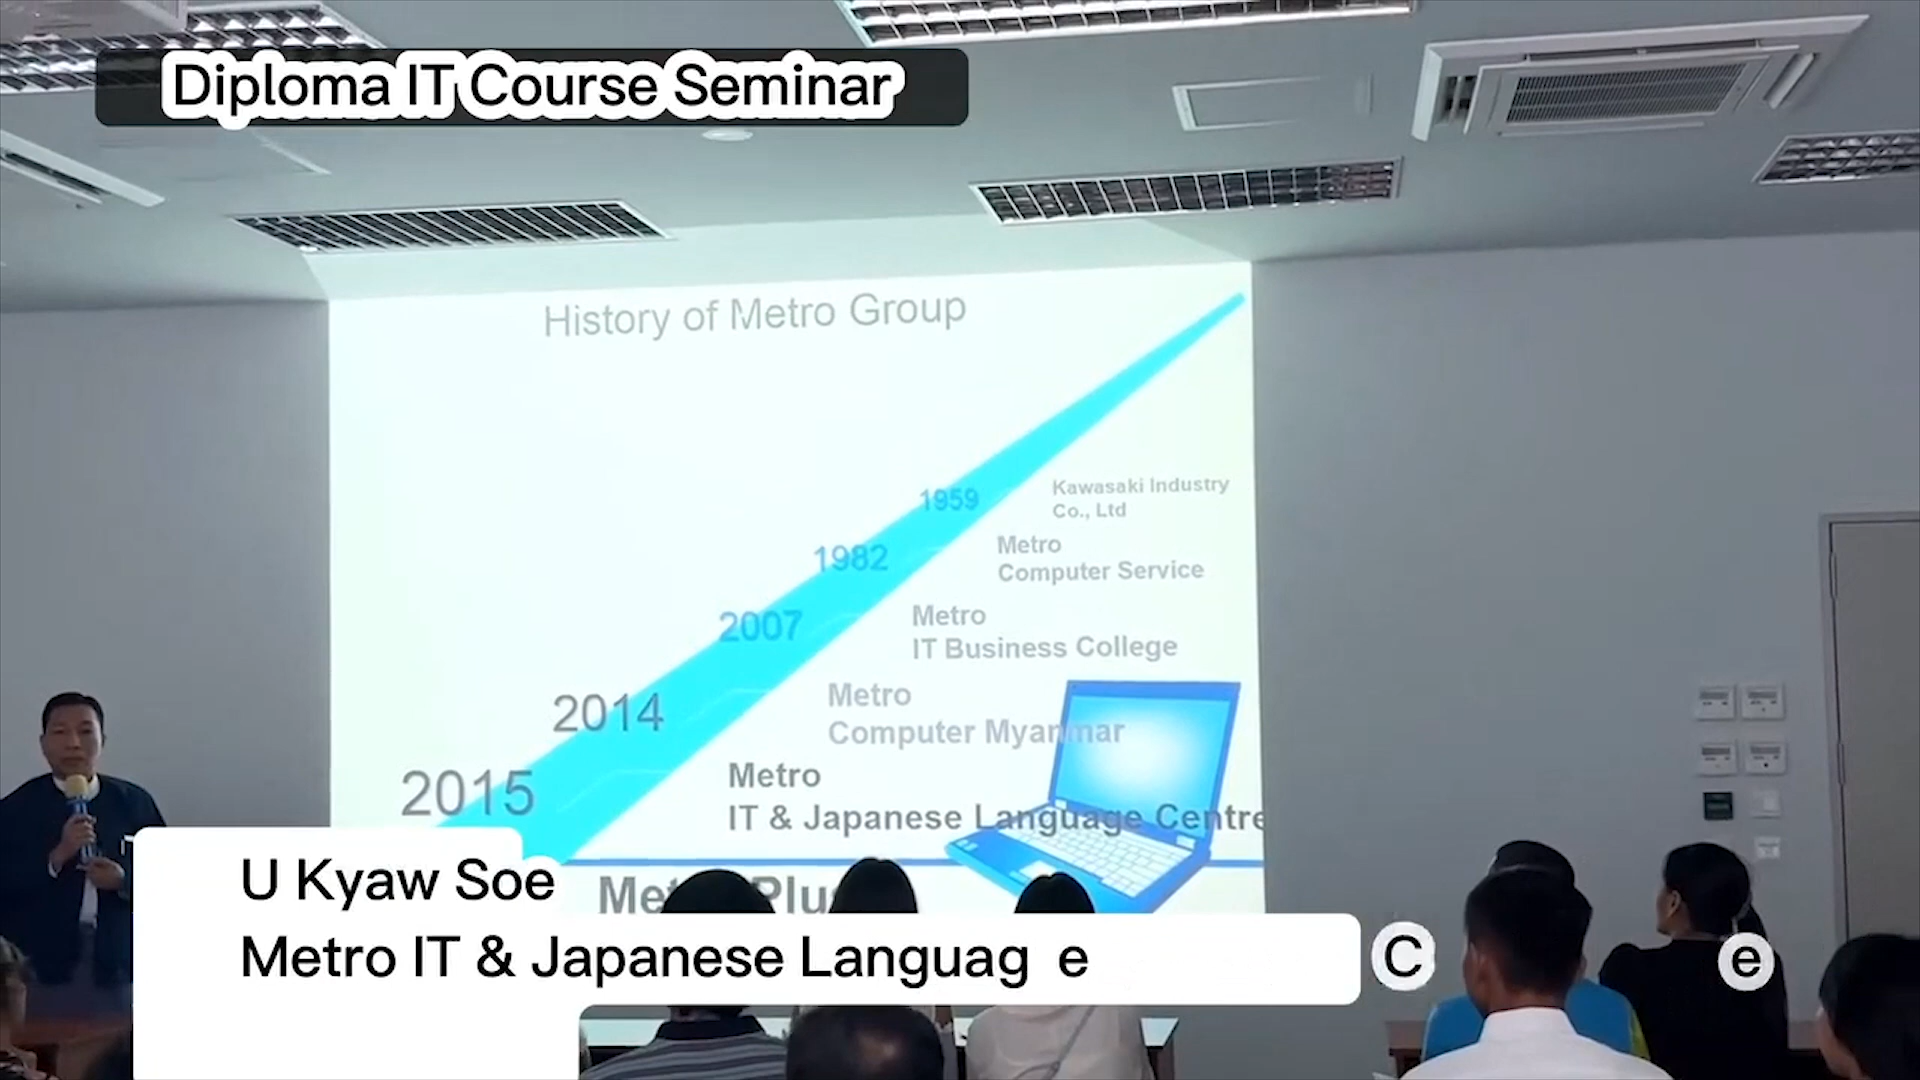 Diploma IT Course Seminar
History of Metro Group
1959
Kawasaki Industry
Co., Ltd
1982
Metro
Computer Service
2007
Metro
IT Business College
2014
Metro
Computer Myanmar
2015
Metro
IT & Japanese Language Centre
U Kyaw Soe
Metro IT & Japanese Languag e C e